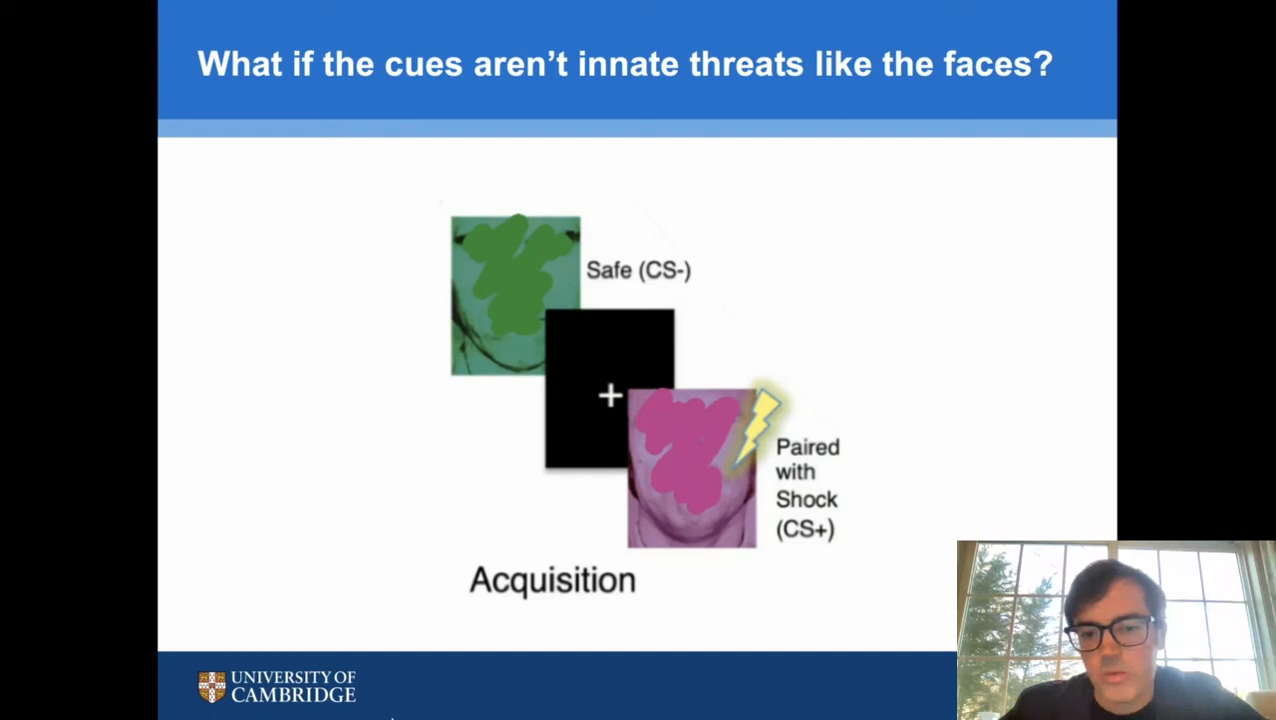 What if the cues aren't innate threats like the faces?
Safe (CS-)
+
Paired
with
Shock
(CS+)
Acquisition
UNIVERSITY OF
CAMBRIDGE